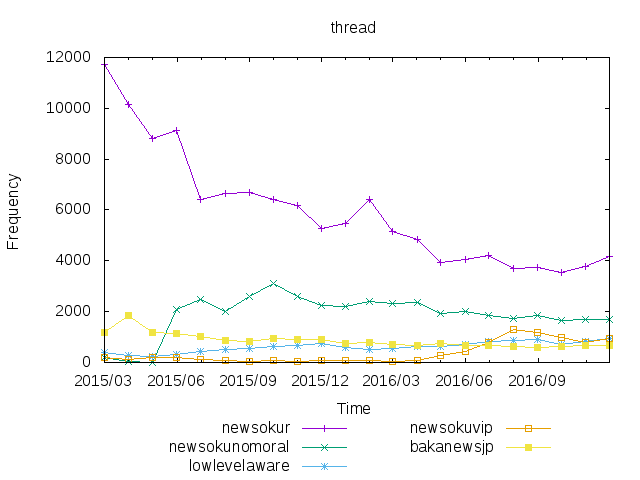 thread
12000
10000
8000
6000
4000
2000
0
Frequency
2015/03 2015/06 2015/09 2015/12 2016/03 2016/06 2016/09
Time
newsokur newsokuvip
newsokunomoral bakanewsjp
lowlevelaware